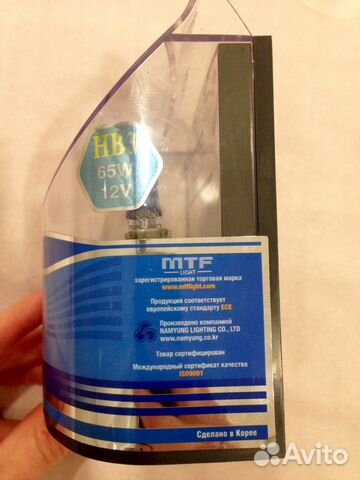 HB3
65W
12V
MTF
LIGHT
зарегистрированная торговая марка
www.mtflight.com
Продукция соответствует
европейскому стандарту ECE
Произведено компанией
NAMYUNG LIGHTING CO., LTD
www.namyung.co.kr
Товар сертифицирован
Международный сертификат качества
ISO9001
Сделано в Корее
Avito